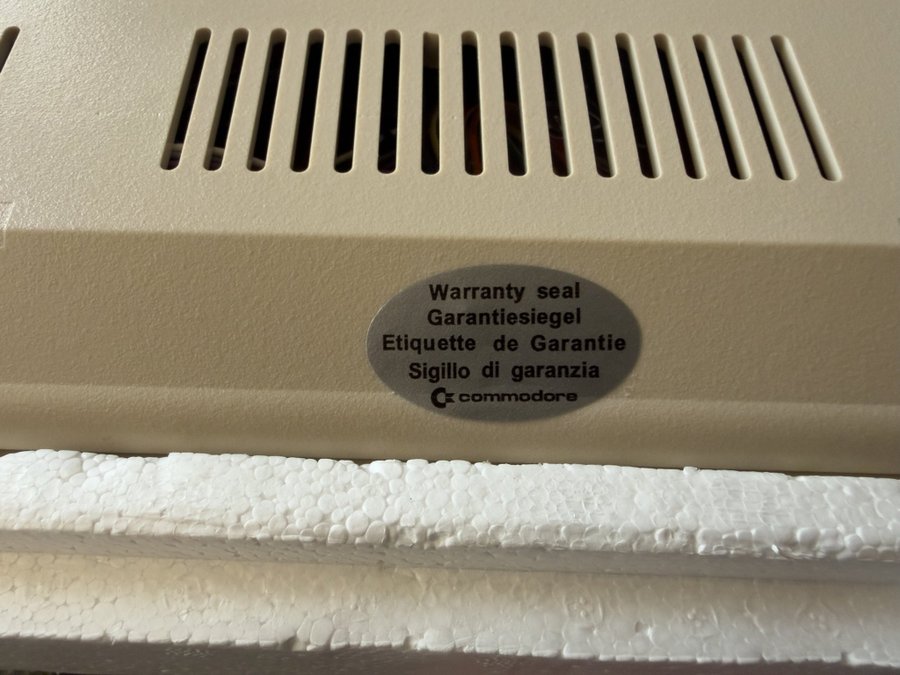 Warranty seal
Garantiesiegel
Etiquette de Garantie
Sigillo di garanzia
commodore